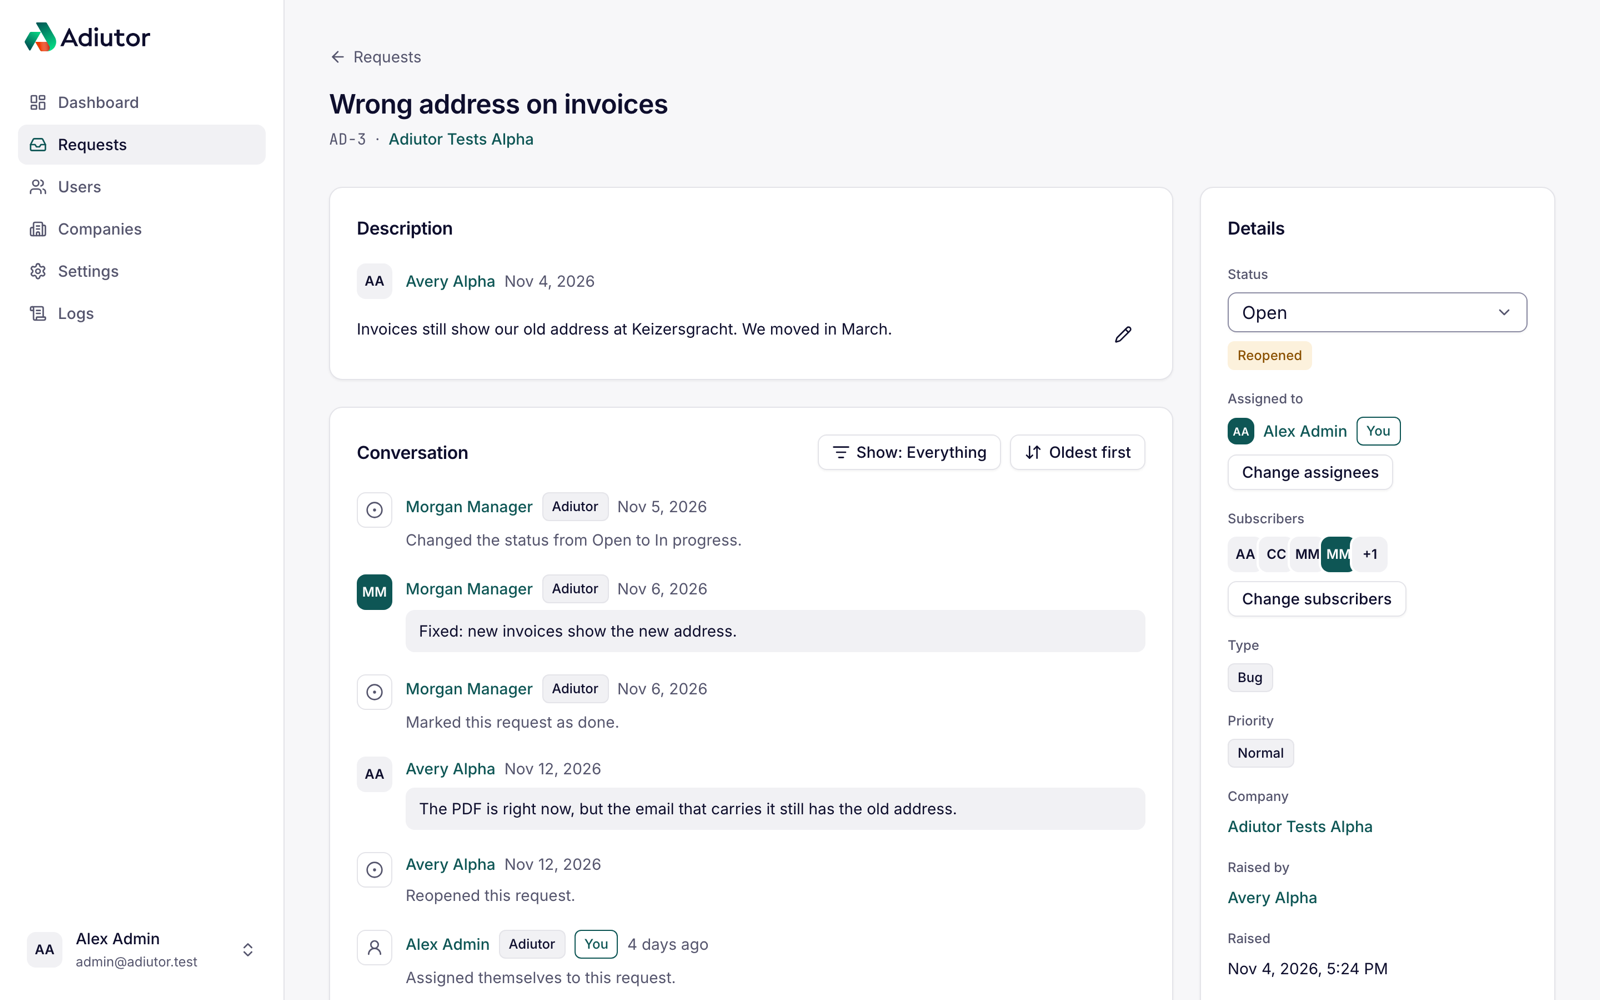 Adiutor
Dashboard
Requests
Users
Companies
Settings
Logs
AA
Alex Admin
admin@adiutor.test
Requests
Wrong address on invoices
AD-3 · Adiutor Tests Alpha
Description
AA Avery Alpha Nov 4, 2026
Invoices still show our old address at Keizersgracht. We moved in March.
Conversation Show: Everything Oldest first
Morgan Manager Adiutor Nov 5, 2026
Changed the status from Open to In progress.
MM Morgan Manager Adiutor Nov 6, 2026
Fixed: new invoices show the new address.
Morgan Manager Adiutor Nov 6, 2026
Marked this request as done.
AA Avery Alpha Nov 12, 2026
The PDF is right now, but the email that carries it still has the old address.
Avery Alpha Nov 12, 2026
Reopened this request.
Alex Admin Adiutor You 4 days ago
Assigned themselves to this request.
Details
Status
Open
Reopened
Assigned to
AA Alex Admin You
Change assignees
Subscribers
AA CC MM MM +1
Change subscribers
Type
Bug
Priority
Normal
Company
Adiutor Tests Alpha
Raised by
Avery Alpha
Raised
Nov 4, 2026, 5:24 PM